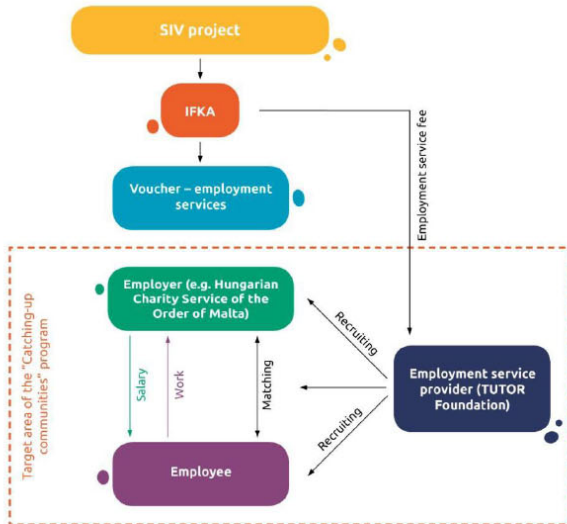 SIV project
IFKA
Employment service fee
Voucher – employment
services
Target area of the "Catching-up
communities" program
Employer (e.g. Hungarian
Charity Service of the
Order of Malta)
Recruiting
Salary
Work
Matching
Employment service
provider (TUTOR
Foundation)
Recruiting
Employee